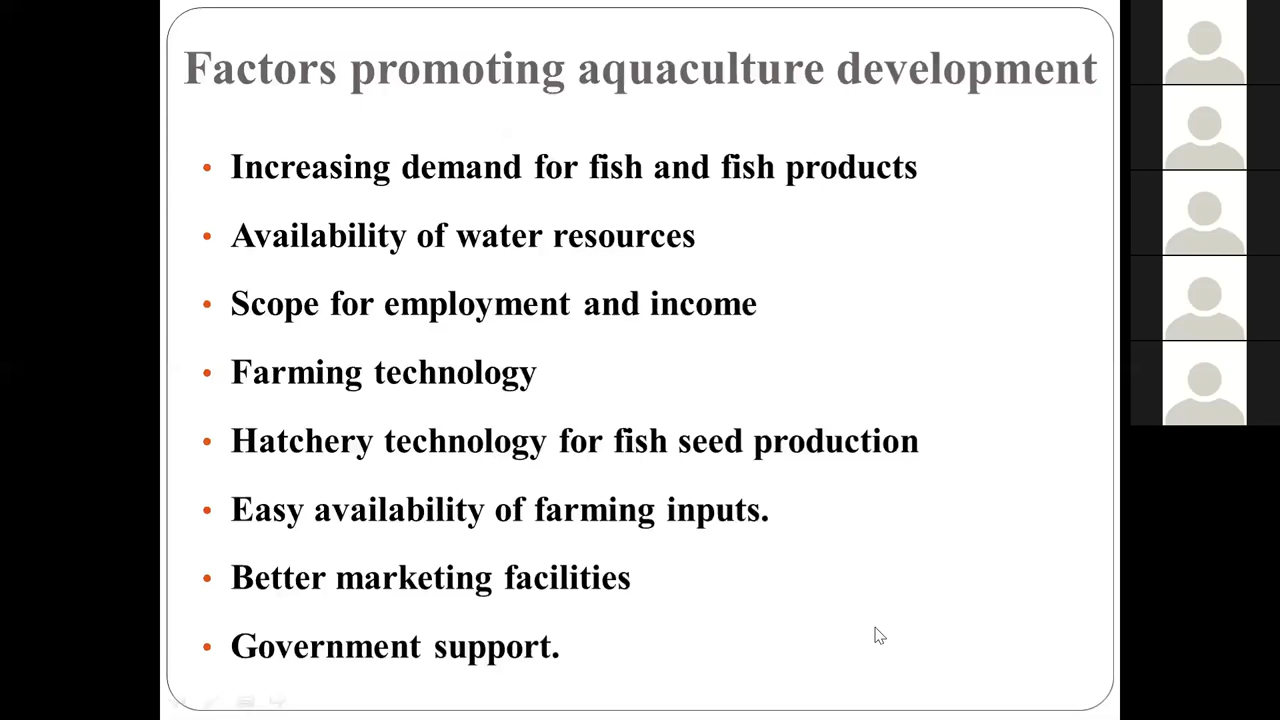 Factors promoting aquaculture development
• Increasing demand for fish and fish products
• Availability of water resources
• Scope for employment and income
• Farming technology
• Hatchery technology for fish seed production
• Easy availability of farming inputs.
• Better marketing facilities
• Government support.